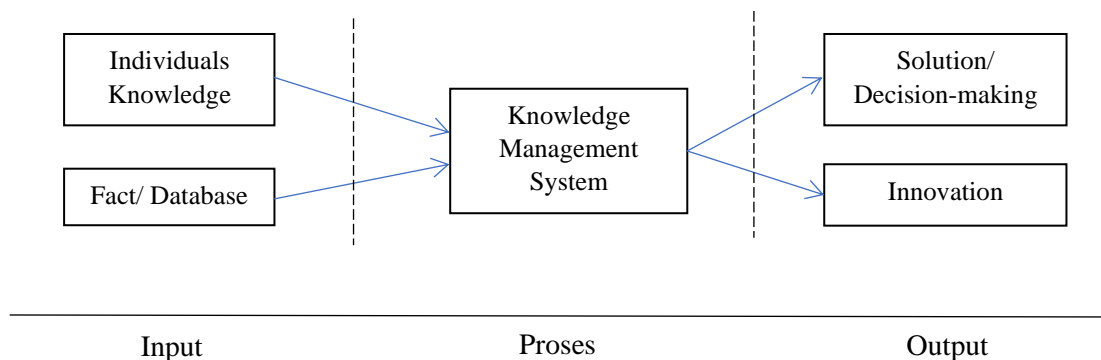 Individuals
Knowledge
Fact/ Database
Knowledge
Management
System
Solution/
Decision-making
Innovation
Input
Proses
Output